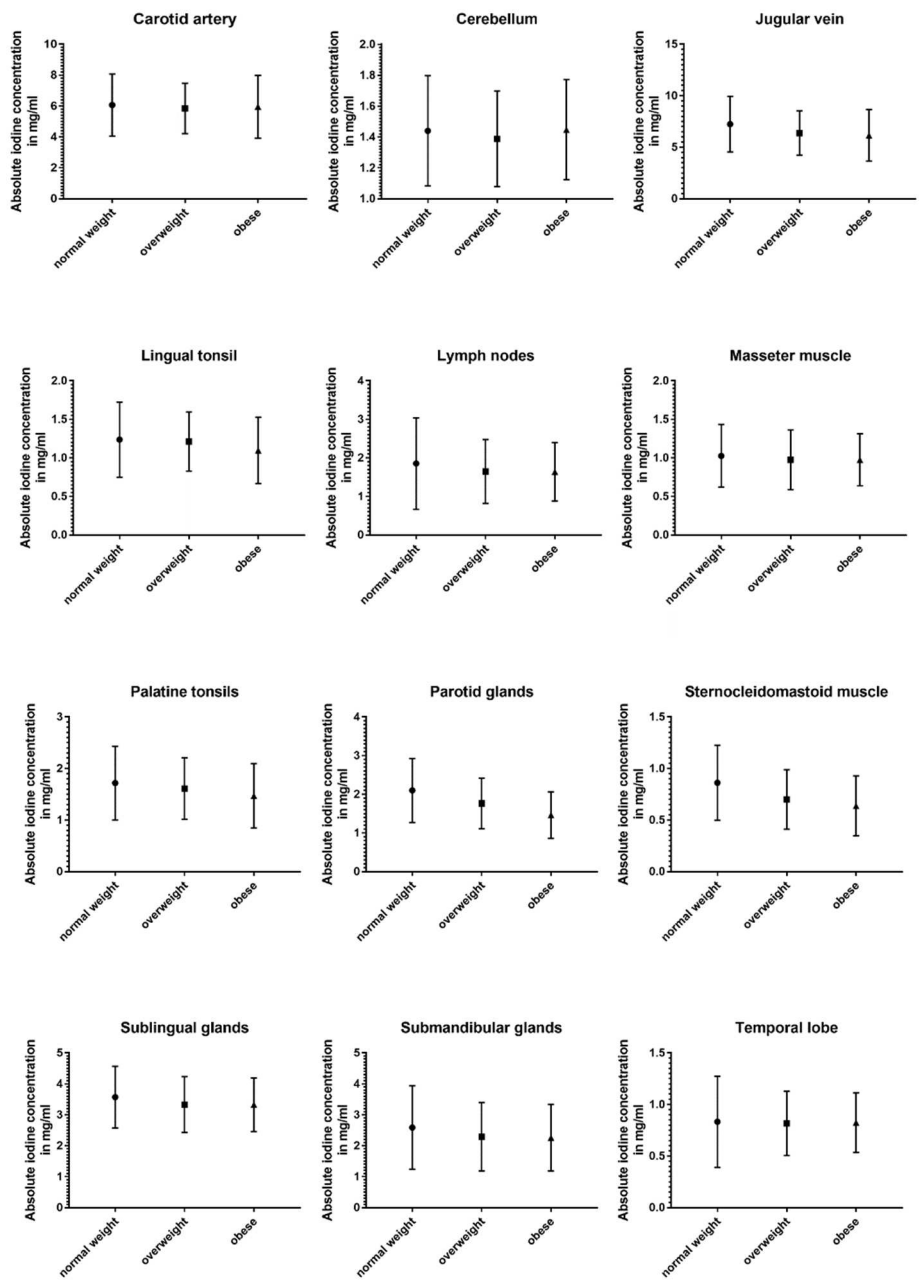 Carotid artery
Absolute iodine concentration
in mg/ml
10
8
6
4
2
0
normal weight
overweight
obese
Cerebellum
Absolute iodine concentration
in mg/ml
2.0
1.8
1.6
1.4
1.2
1.0
normal weight
overweight
obese
Jugular vein
Absolute iodine concentration
in mg/ml
15
10
5
0
normal weight
overweight
obese
Lingual tonsil
Absolute iodine concentration
in mg/ml
2.0
1.5
1.0
0.5
0.0
normal weight
overweight
obese
Lymph nodes
Absolute iodine concentration
in mg/ml
4
3
2
1
0
normal weight
overweight
obese
Masseter muscle
Absolute iodine concentration
in mg/ml
2.0
1.5
1.0
0.5
0.0
normal weight
overweight
obese
Palatine tonsils
Absolute iodine concentration
in mg/ml
3
2
1
0
normal weight
overweight
obese
Parotid glands
Absolute iodine concentration
in mg/ml
4
3
2
1
0
normal weight
overweight
obese
Sternocleidomastoid muscle
Absolute iodine concentration
in mg/ml
1.5
1.0
0.5
0.0
normal weight
overweight
obese
Sublingual glands
Absolute iodine concentration
in mg/ml
5
4
3
2
1
0
normal weight
overweight
obese
Submandibular glands
Absolute iodine concentration
in mg/ml
5
4
3
2
1
0
normal weight
overweight
obese
Temporal lobe
Absolute iodine concentration
in mg/ml
1.5
1.0
0.5
0.0
normal weight
overweight
obese